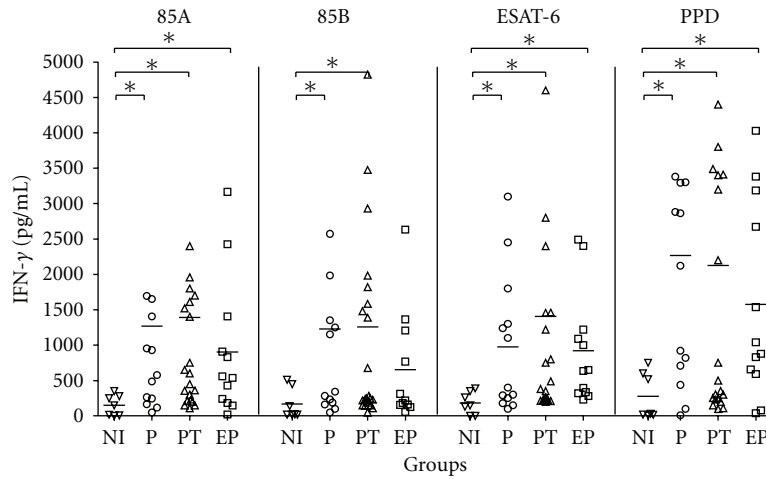 85A 85B ESAT-6 PPD
* * * *
* * * *
* * * *
5000
4500
4000
3500
3000
2500
2000
1500
1000
500
0
IFN-γ (pg/mL)
NI P PT EP NI P PT EP NI P PT EP NI P PT EP
Groups